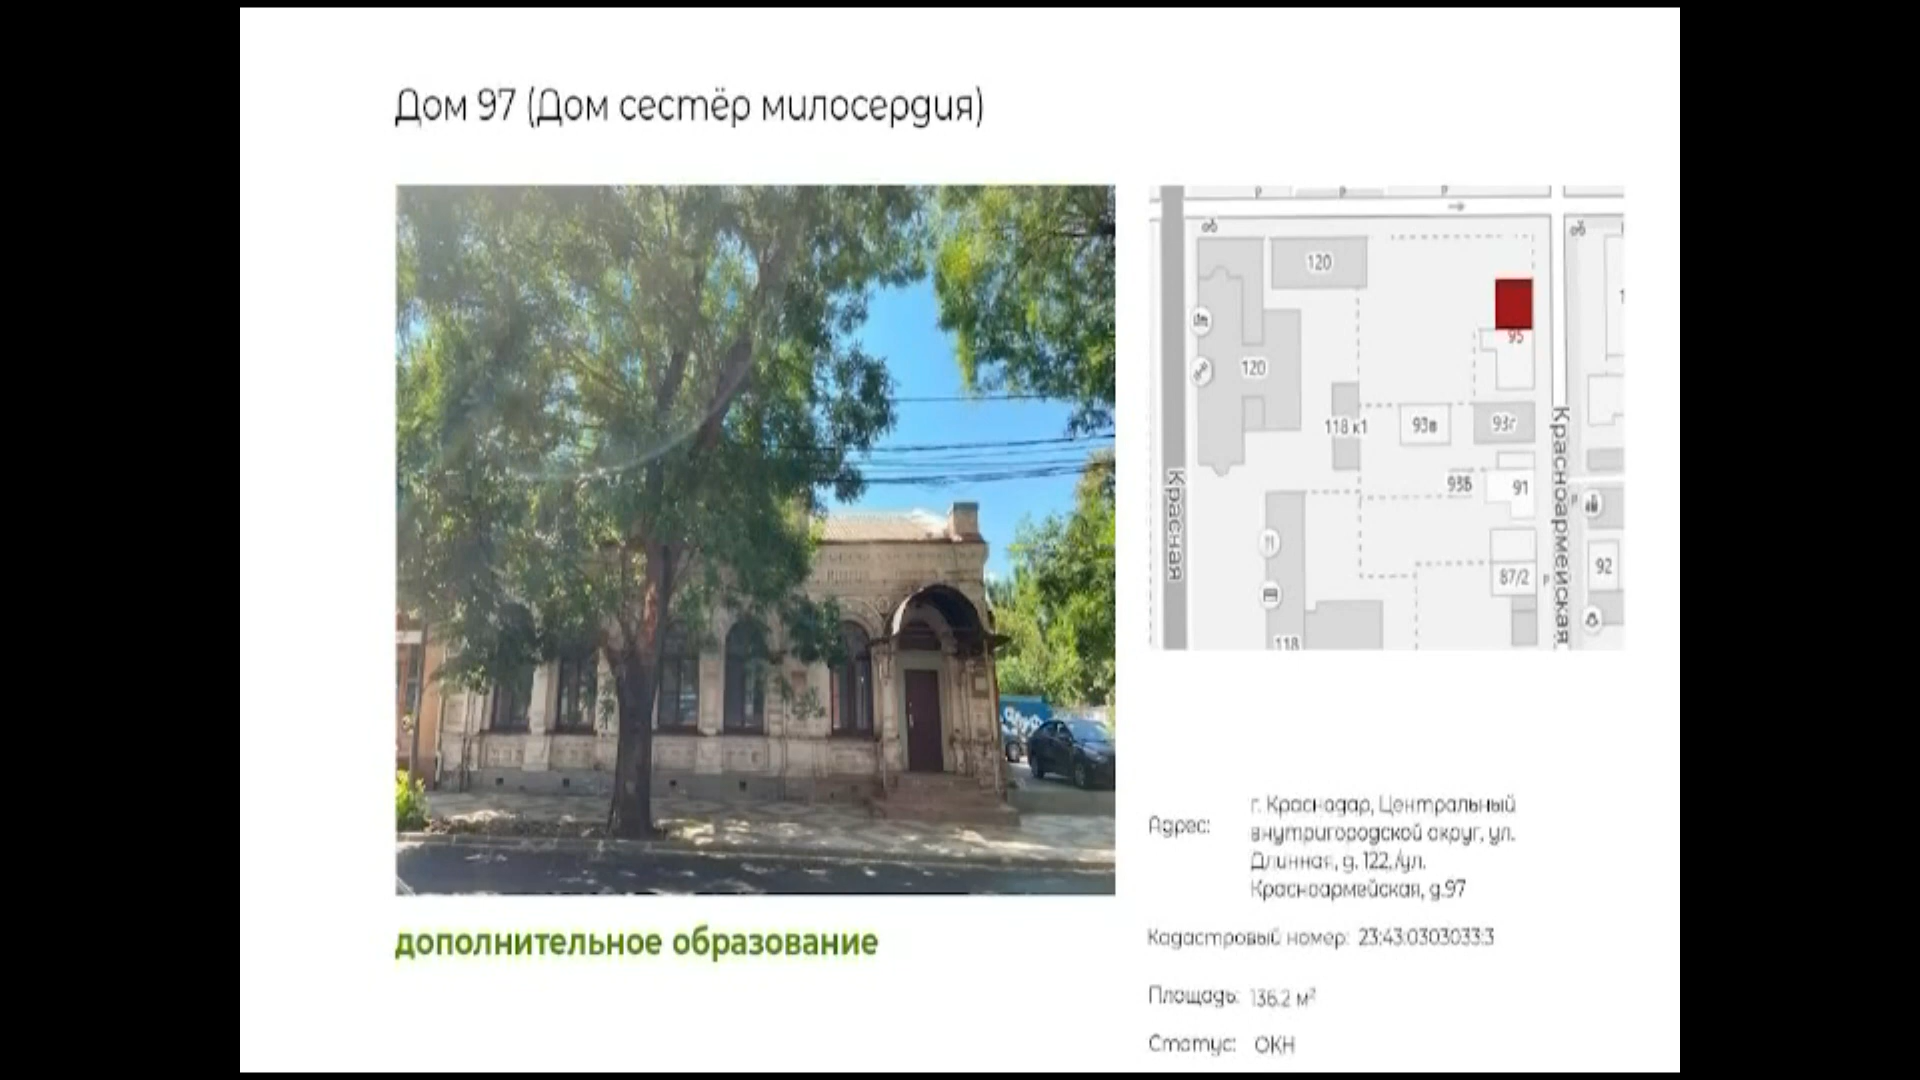 Дом 97 (Дом сестёр милосердия)
P
P
P
120
120
95
118 к1
93в
93г
93Б
91
87/2
P
P
92
118
Красная
Красноармейская
дополнительное образование
Адрес:
г. Краснодар, Центральный
внутригородской округ, ул.
Длинная, д. 122,/ул.
Красноармейская, д.97
Кадастровый номер: 23:43:0303033:3
Площадь: 136.2 м²
Статус: ОКН